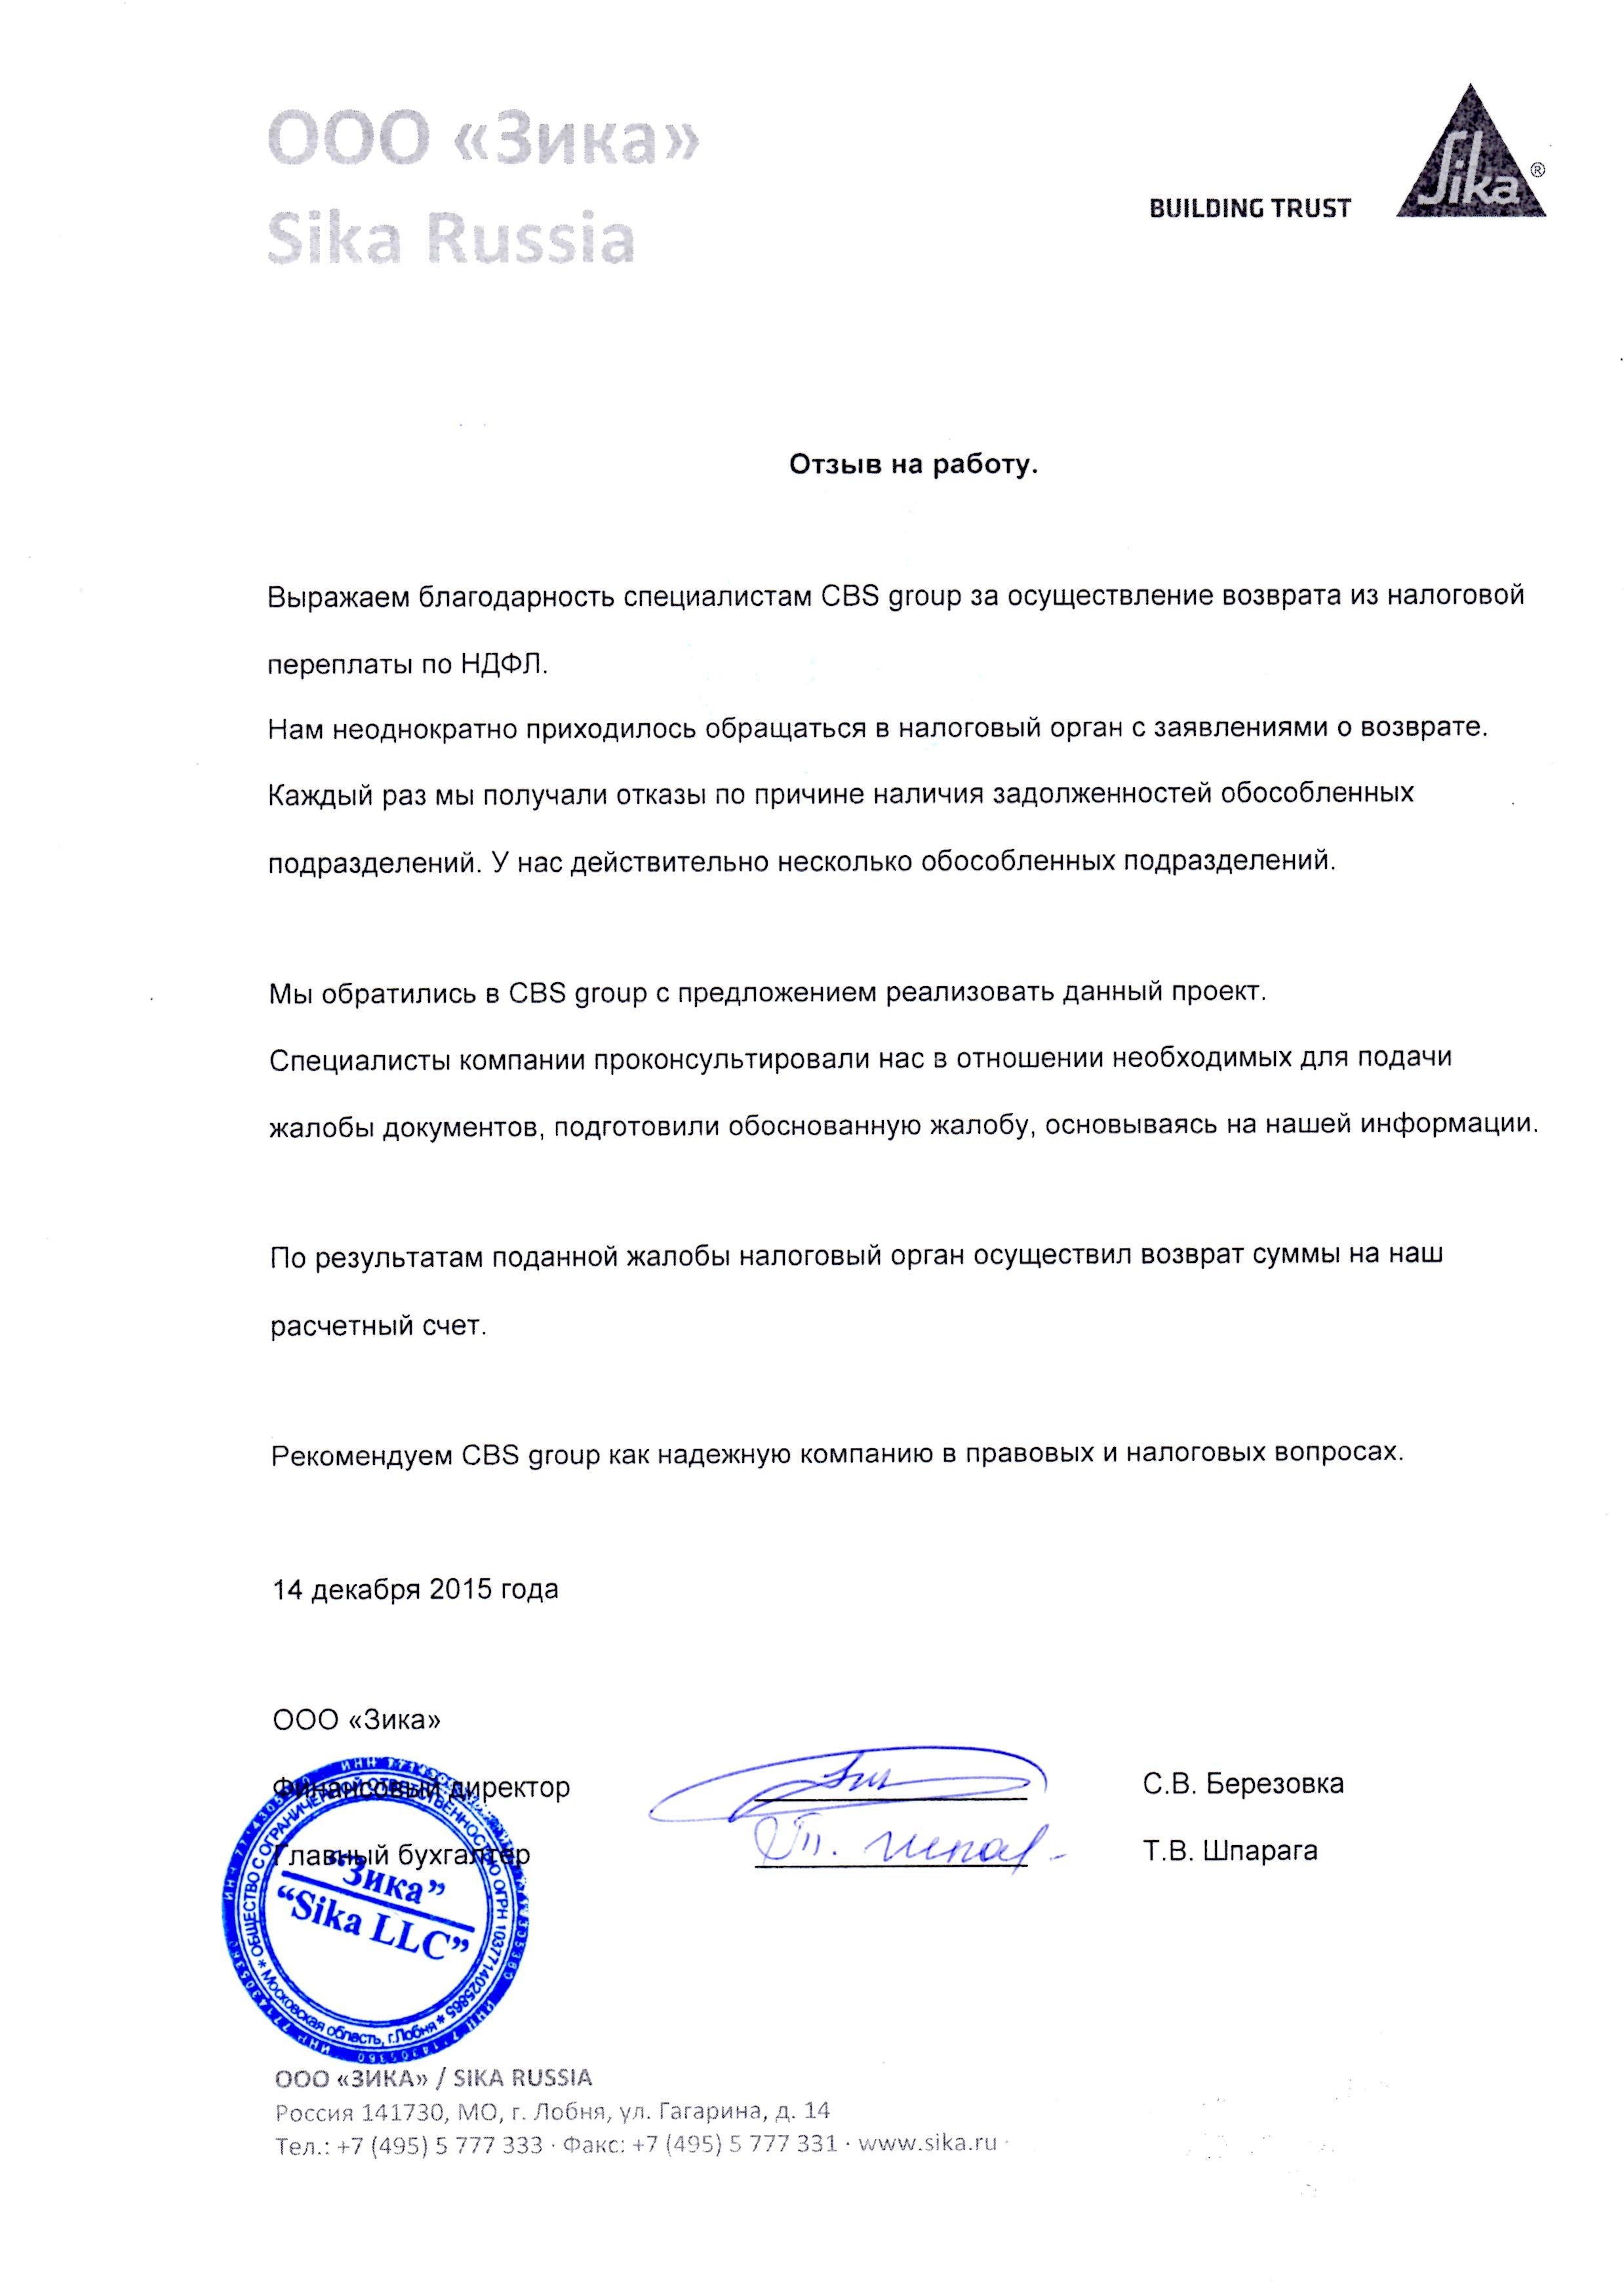 ООО «Зика»
Sika Russia
BUILDING TRUST
Sika®
Отзыв на работу.
Выражаем благодарность специалистам CBS group за осуществление возврата из налоговой
переплаты по НДФЛ.
Нам неоднократно приходилось обращаться в налоговый орган с заявлениями о возврате.
Каждый раз мы получали отказы по причине наличия задолженностей обособленных
подразделений. У нас действительно несколько обособленных подразделений.
Мы обратились в CBS group с предложением реализовать данный проект.
Специалисты компании проконсультировали нас в отношении необходимых для подачи
жалобы документов, подготовили обоснованную жалобу, основываясь на нашей информации.
По результатам поданной жалобы налоговый орган осуществил возврат суммы на наш
расчетный счет.
Рекомендуем CBS group как надежную компанию в правовых и налоговых вопросах.
14 декабря 2015 года
ООО «Зика»
Финансовый директор С.В. Березовка
Главный бухгалтер Т.В. Шпарага
ОБЩЕСТВО С ОГРАНИЧЕННОЙ ОТВЕТСТВЕННОСТЬЮ ОГРН 1037714025865 * Московская область, г.Лобня *
“Зика”
“Sika LLC”
ООО «ЗИКА» / SIKA RUSSIA
Россия 141730, МО, г. Лобня, ул. Гагарина, д. 14
Тел.: +7 (495) 5 777 333 · Факс: +7 (495) 5 777 331 · www.sika.ru